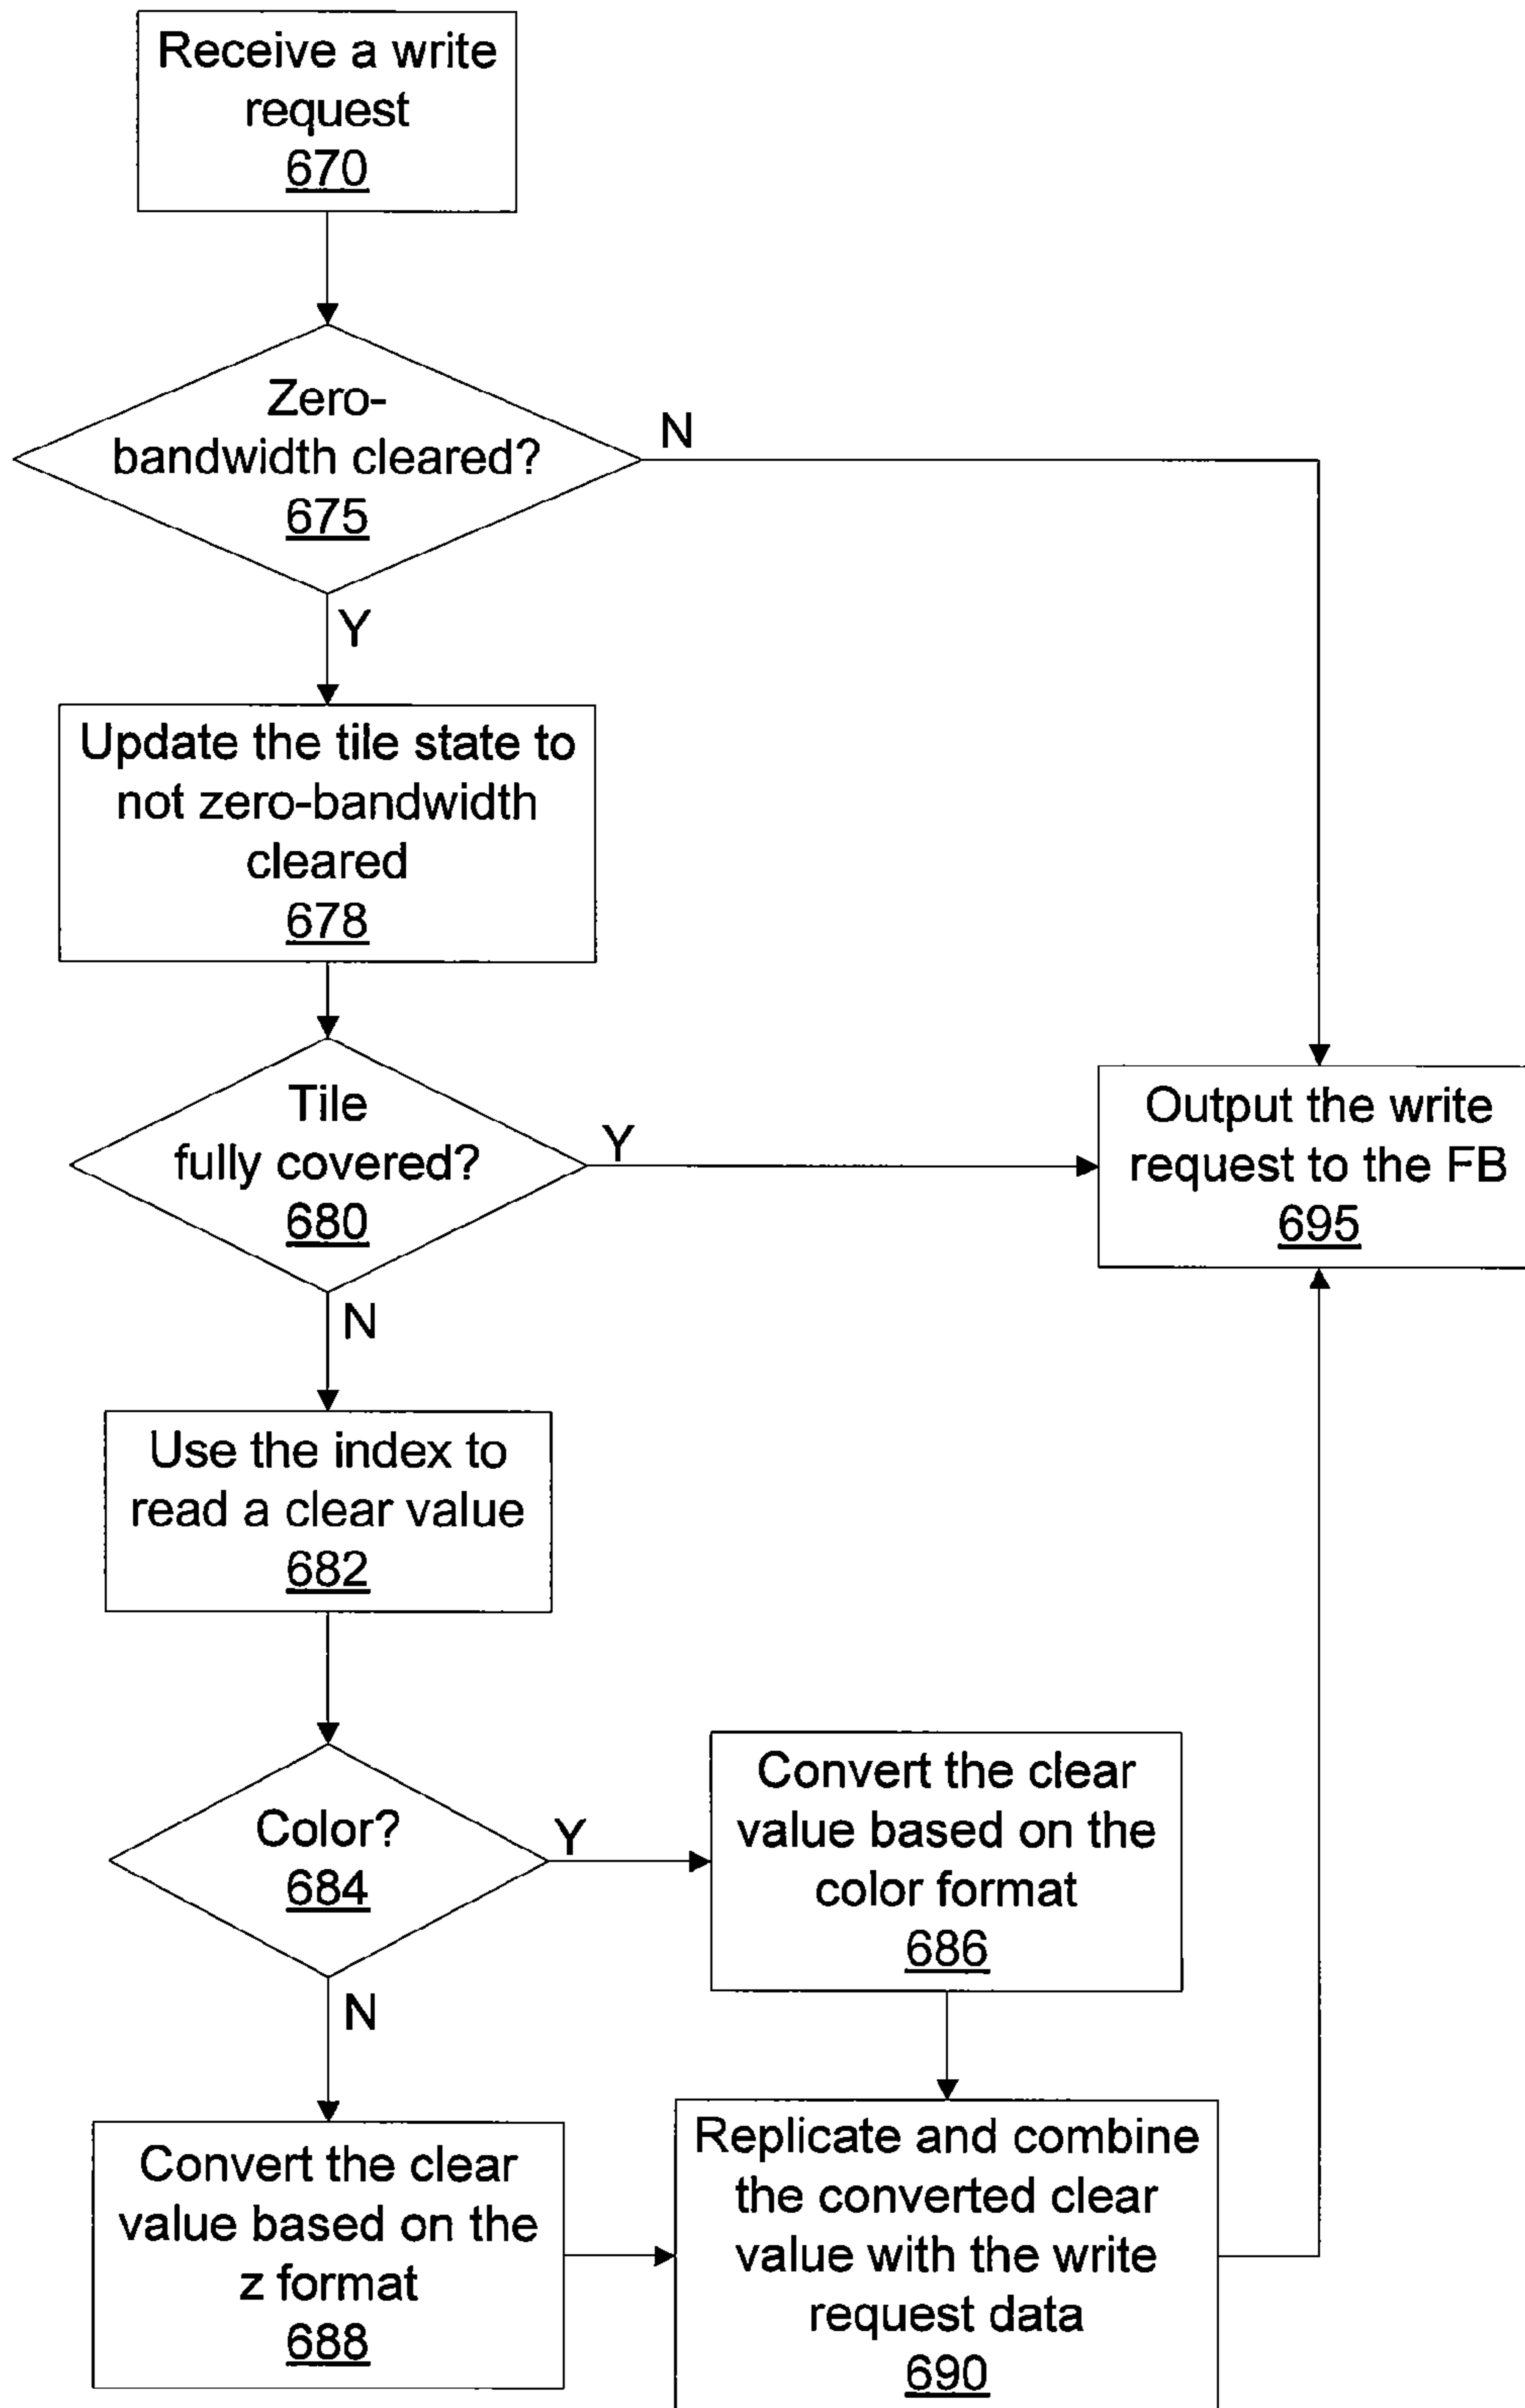 Receive a write
request
670
Zero-
bandwidth cleared?
675
N
Y
Update the tile state to
not zero-bandwidth
cleared
678
Tile
fully covered?
680
Y
N
Output the write
request to the FB
695
Use the index to
read a clear value
682
Color?
684
Y
N
Convert the clear
value based on the
color format
686
Convert the clear
value based on the
z format
688
Replicate and combine
the converted clear
value with the write
request data
690